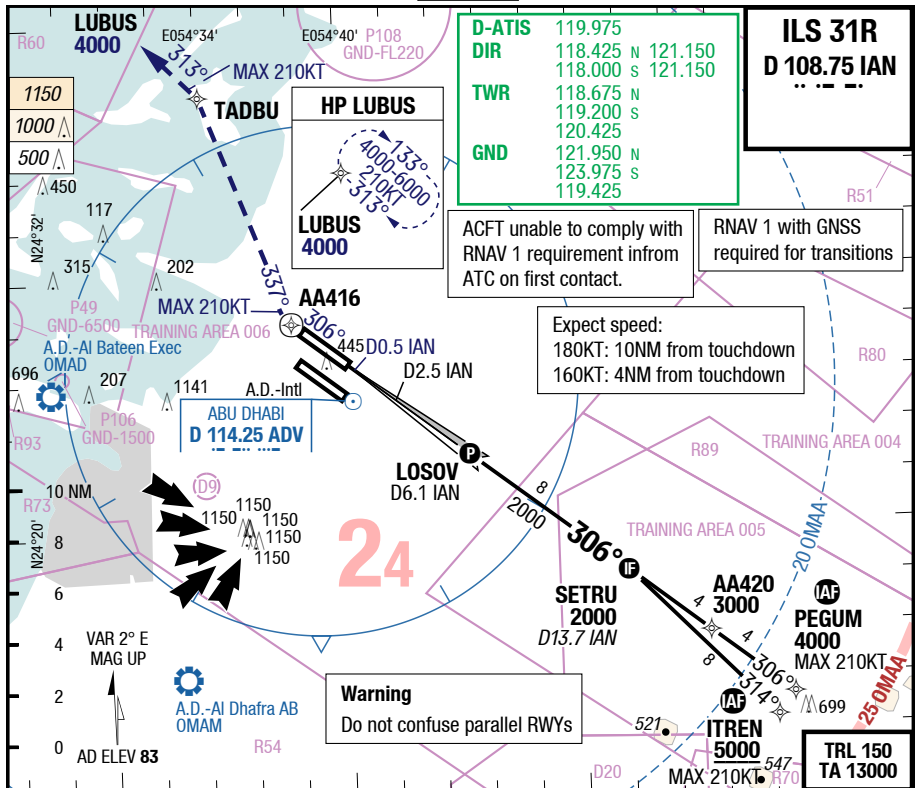 R60
LUBUS
4000
E054°34'
E054°40'
P108
GND-FL220
313°
MAX 210KT
TADBU
1150
1000
500
HP LUBUS
133°
4000-6000
210KT
313°
LUBUS
4000
D-ATIS 119.975
DIR 118.425 N 121.150
118.000 S 121.150
TWR 118.675 N
119.200 S
120.425
GND 121.950 N
123.975 S
119.425
ILS 31R
D 108.75 IAN
R51
450
117
N24°32'
315
202
ACFT unable to comply with
RNAV 1 requirement infrom
ATC on first contact.
RNAV 1 with GNSS
required for transitions
337°
AA416
MAX 210KT
P49
GND-6500
TRAINING AREA 006
306°
445
D0.5 IAN
D2.5 IAN
Expect speed:
180KT: 10NM from touchdown
160KT: 4NM from touchdown
R80
A.D.-Al Bateen Exec
OMAD
696
207
1141
A.D.-Intl
ABU DHABI
D 114.25 ADV
P106
GND-1500
R93
TRAINING AREA 004
R89
P
LOSOV
D6.1 IAN
8
2000
10 NM
R73
(D9)
1150
1150
1150
1150
1150
N24°20'
8
24
TRAINING AREA 005
20 OMAA
306°
IF
SETRU
2000
D13.7 IAN
4
AA420
3000
4
IAF
PEGUM
4000
MAX 210KT
6
8
306°
314°
699
25 OMAA
4
VAR 2° E
MAG UP
2
A.D.-Al Dhafra AB
OMAM
Warning
Do not confuse parallel RWYs
IAF
ITREN
5000
MAX 210KT
521
547
R70
0
AD ELEV 83
R54
D20
TRL 150
TA 13000